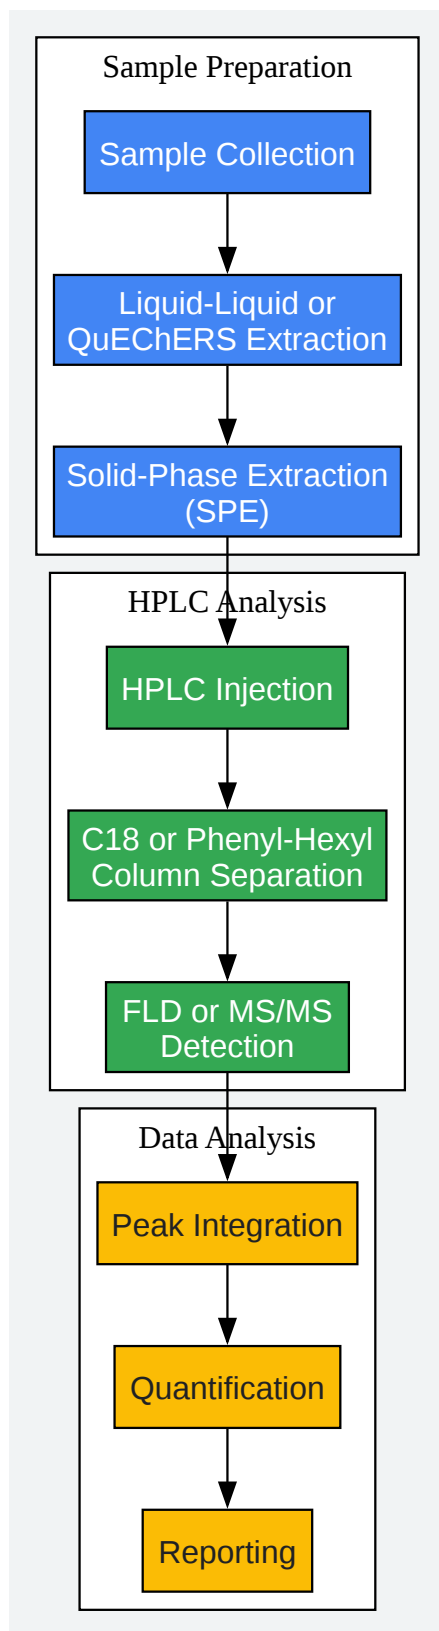 Sample Preparation
Sample Collection
Liquid-Liquid or
QuEChERS Extraction
Solid-Phase Extraction
(SPE)
HPLC Analysis
HPLC Injection
C18 or Phenyl-Hexyl
Column Separation
FLD or MS/MS
Detection
Data Analysis
Peak Integration
Quantification
Reporting